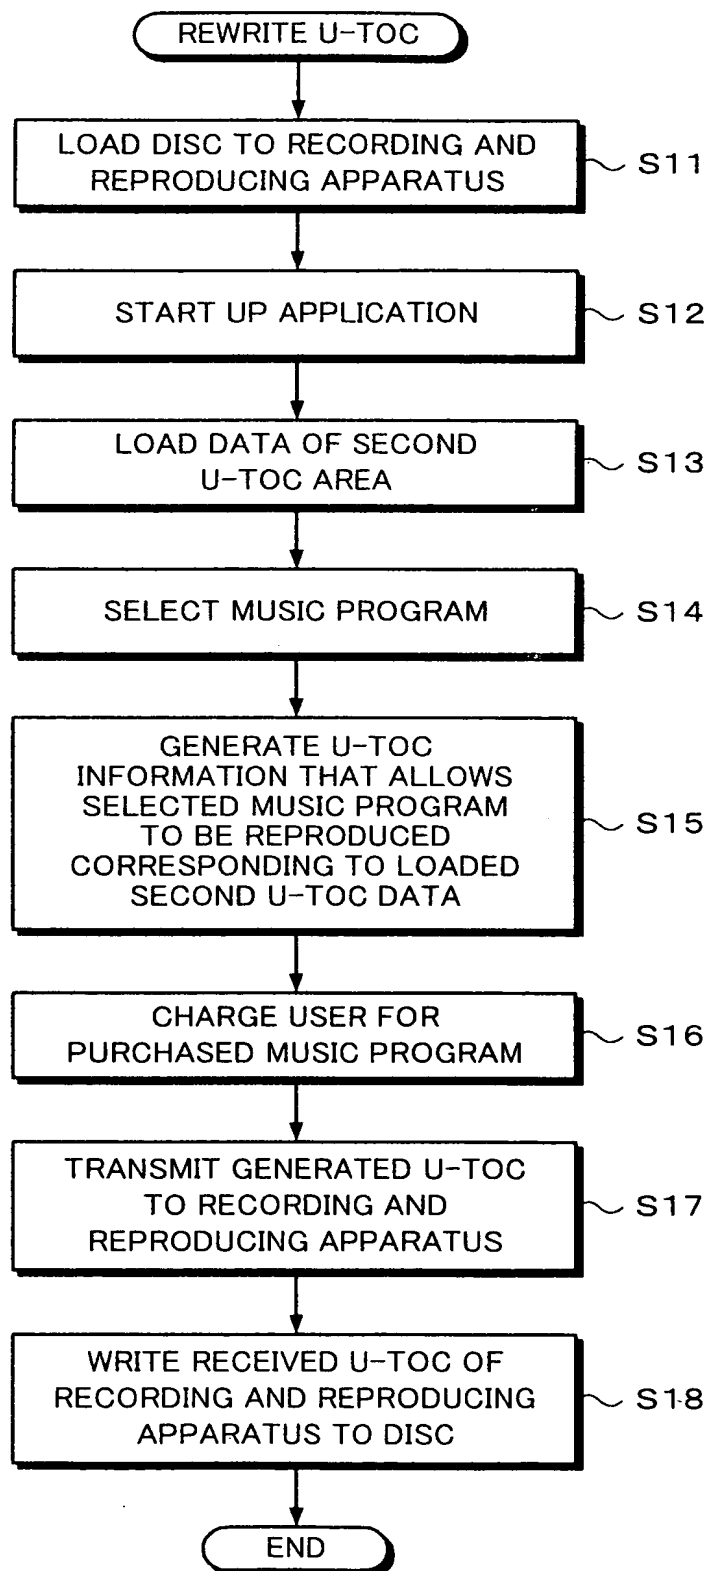 REWRITE U-TOC
LOAD DISC TO RECORDING AND
REPRODUCING APPARATUS
S11
START UP APPLICATION
S12
LOAD DATA OF SECOND
U-TOC AREA
S13
SELECT MUSIC PROGRAM
S14
GENERATE U-TOC
INFORMATION THAT ALLOWS
SELECTED MUSIC PROGRAM
TO BE REPRODUCED
CORRESPONDING TO LOADED
SECOND U-TOC DATA
S15
CHARGE USER FOR
PURCHASED MUSIC PROGRAM
S16
TRANSMIT GENERATED U-TOC
TO RECORDING AND
REPRODUCING APPARATUS
S17
WRITE RECEIVED U-TOC OF
RECORDING AND REPRODUCING
APPARATUS TO DISC
S18
END